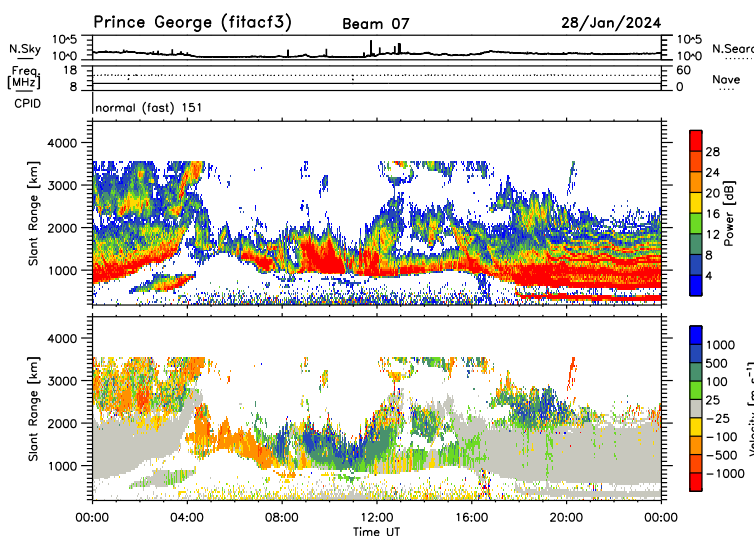 Prince George (fitacf3) Beam 07 28/Jan/2024
N.Sky 10^5 10^0 10^5 10^0 N.Sear
Freq. [MHz] 18 8 60 0 Nave
CPID normal (fast) 151
Slant Range [km] 4000 3000 2000 1000
Power [dB] 28 24 20 16 12 8 4
Slant Range [km] 4000 3000 2000 1000
Velocity [m s^-1] 1000 500 100 25 -25 -100 -500 -1000
00:00 04:00 08:00 12:00 16:00 20:00 00:00
Time UT